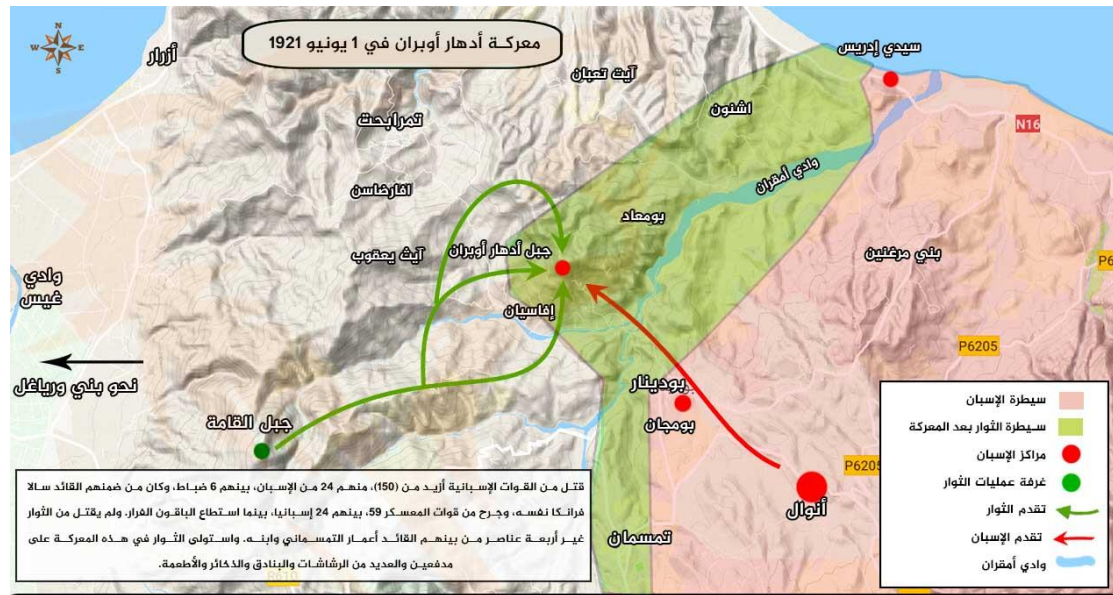 معركة أدهار أوبران في 1 يونيو 1921
N
W E
S
أزرار
سيدي إدريس
آيت تعبان
اشنون
تمرابحت
N16
وادي أمقران
افارضاسن
بومعاد
جبل أدهار أوبران
آيث يعقوب
بني مرغنين
وادي
غيس
إفاسيان
P6205
نحو بني ورياغل
بودينار
بومجان
جبل القامة
P6205
أنوال
تمسمان
سيطرة الإسبان
سيطرة الثوار بعد المعركة
مراكز الإسبان
غرفة عمليات الثوار
تقدم الثوار
تقدم الإسبان
وادي أمقران
قتل من القوات الإسبانية أزيد من (150)، منهم 24 من الإسبان، بينهم 6 ضباط، وكان من ضمنهم القائد سالا
فرانكا نفسه، وجرح من قوات المعسكر 59، بينهم 24 إسبانيا، بينما استطاع الباقون الفرار. ولم يقتل من الثوار
غير أربعة عناصر من بينهم القائد أعمار التمسماني وابنه. واستولى الثوار في هذه المعركة على
مدفعين والعديد من الرشاشات والبنادق والذخائر والأطعمة.